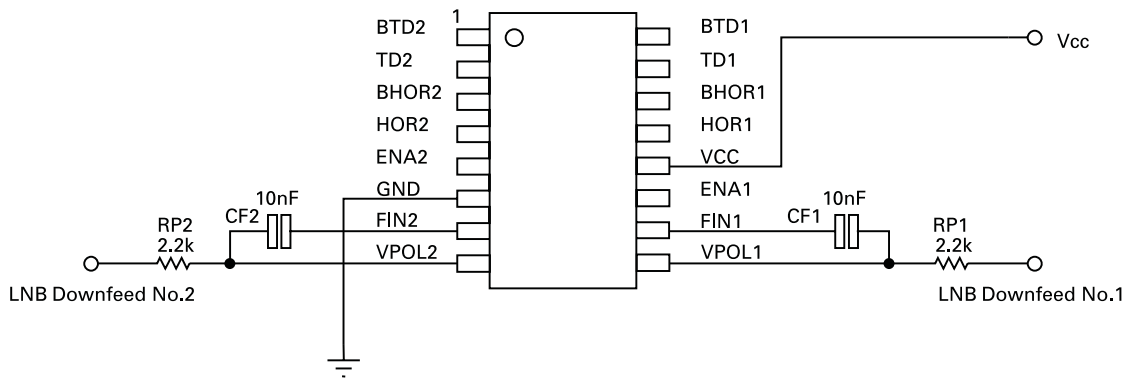 1
BTD2
BTD1
Vcc
TD2
TD1
BHOR2
BHOR1
HOR2
HOR1
ENA2
VCC
GND
ENA1
10nF
CF2
FIN2
FIN1
10nF
CF1
RP2
2.2k
VPOL2
VPOL1
RP1
2.2k
LNB Downfeed No.2
LNB Downfeed No.1